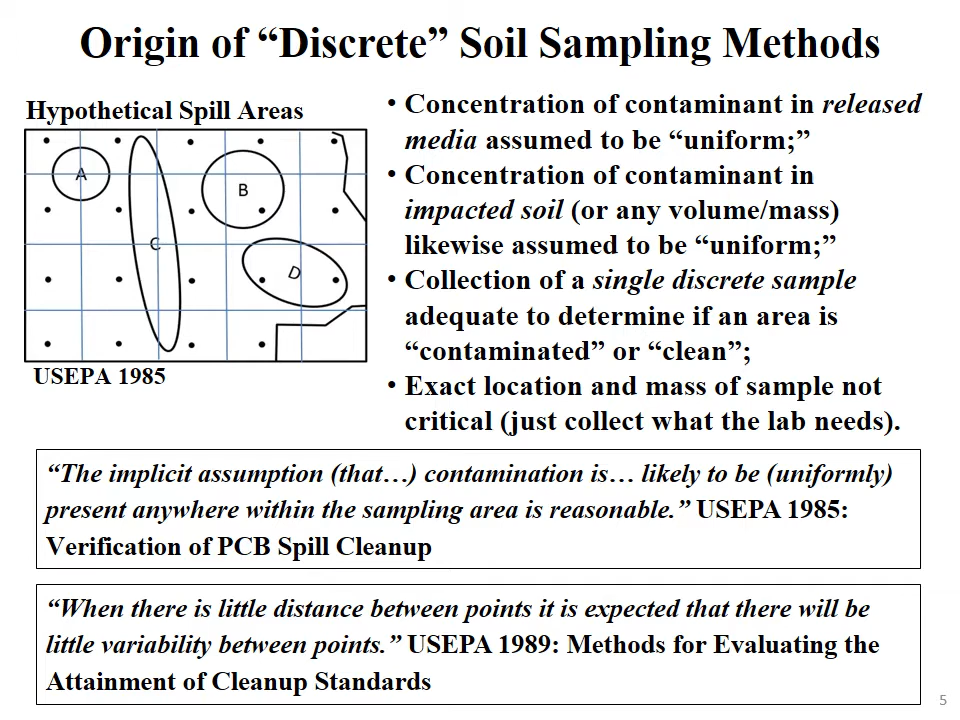 Origin of “Discrete” Soil Sampling Methods
Hypothetical Spill Areas
A
B
C
D
USEPA 1985
• Concentration of contaminant in released
media assumed to be “uniform;”
• Concentration of contaminant in
impacted soil (or any volume/mass)
likewise assumed to be “uniform;”
• Collection of a single discrete sample
adequate to determine if an area is
“contaminated” or “clean”;
• Exact location and mass of sample not
critical (just collect what the lab needs).
“The implicit assumption (that…) contamination is… likely to be (uniformly)
present anywhere within the sampling area is reasonable.” USEPA 1985:
Verification of PCB Spill Cleanup
“When there is little distance between points it is expected that there will be
little variability between points.” USEPA 1989: Methods for Evaluating the
Attainment of Cleanup Standards
5